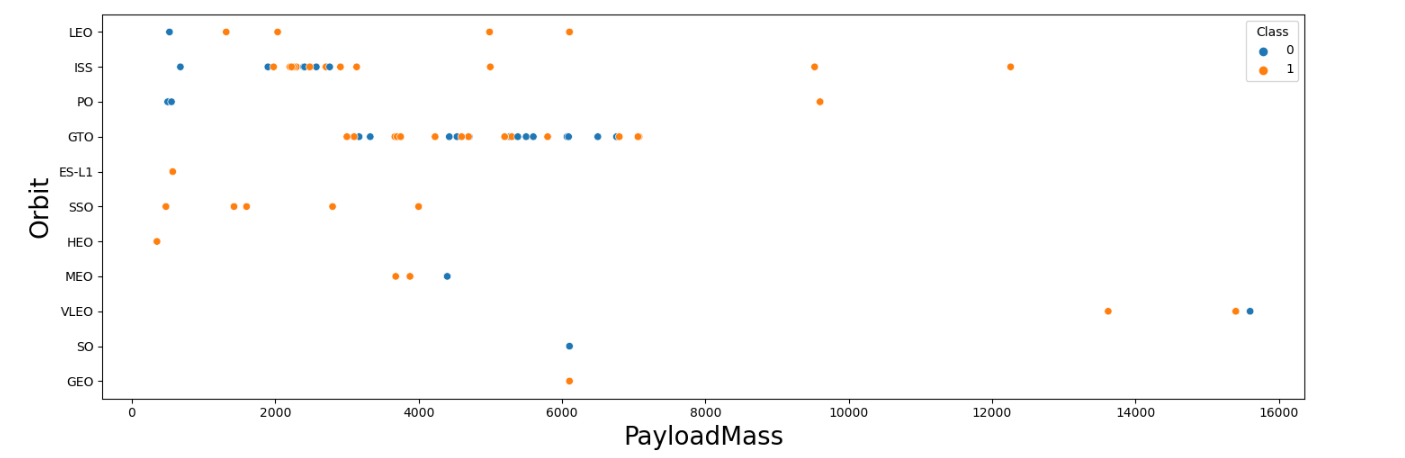 Class
0
1
LEO
ISS
PO
GTO
ES-L1
SSO
HEO
MEO
VLEO
SO
GEO
Orbit
0 2000 4000 6000 8000 10000 12000 14000 16000
PayloadMass